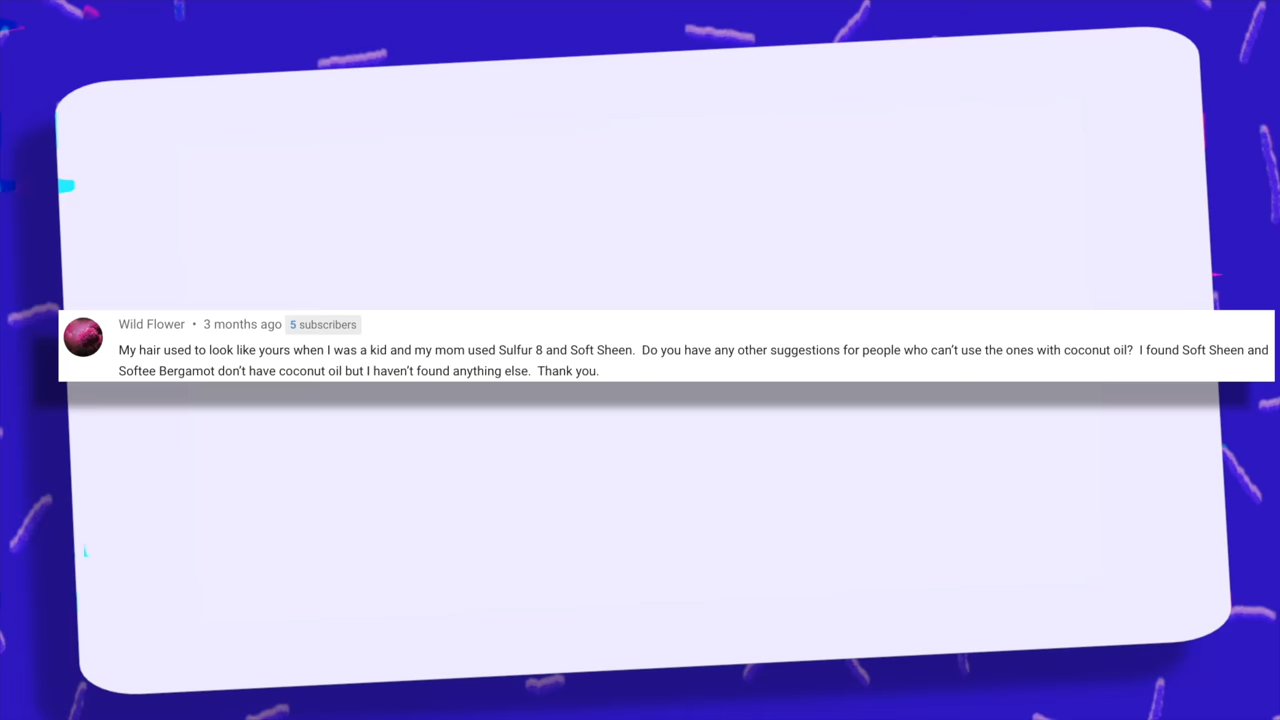 Wild Flower • 3 months ago 5 subscribers
My hair used to look like yours when I was a kid and my mom used Sulfur 8 and Soft Sheen.  Do you have any other suggestions for people who can’t use the ones with coconut oil?  I found Soft Sheen and
Softee Bergamot don’t have coconut oil but I haven’t found anything else.  Thank you.